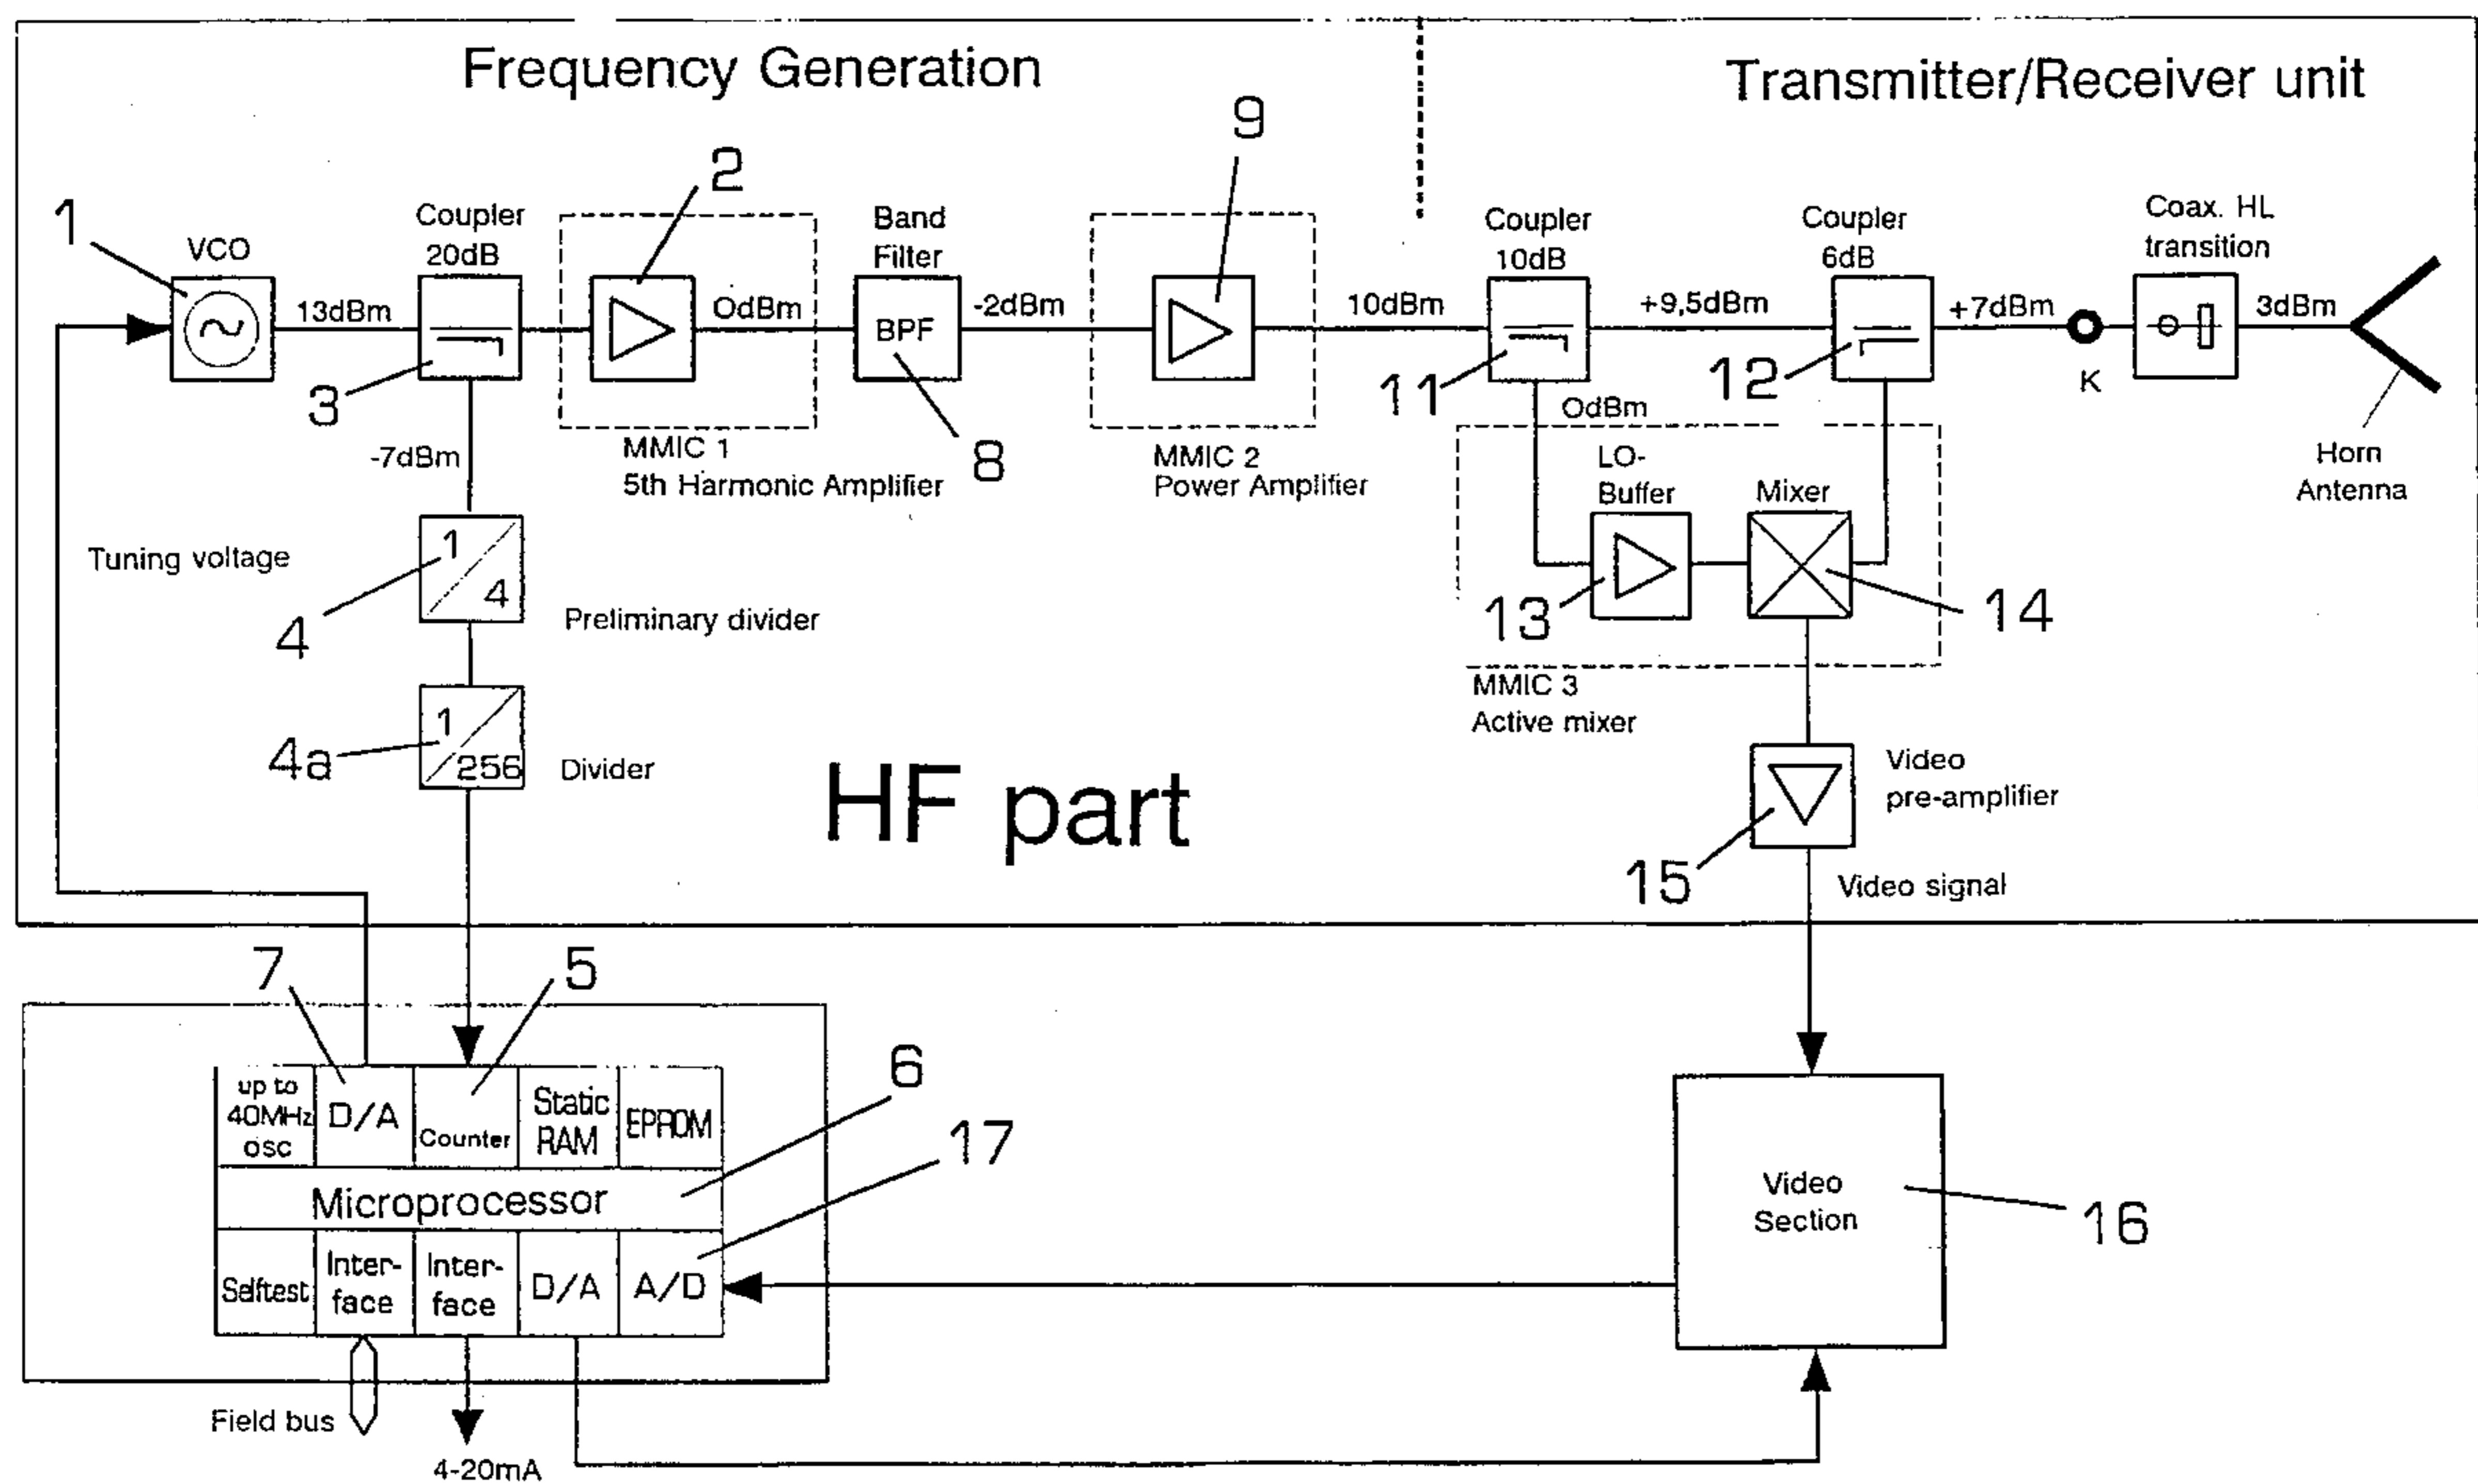 Frequency Generation
Transmitter/Receiver unit
9
2
1
VCO
Coupler
20dB
Band
Filter
Coupler
10dB
Coupler
6dB
Coax. HL
transition
13dBm
0dBm
BPF
-2dBm
10dBm
+9,5dBm
+7dBm
3dBm
3
11
12
K
0dBm
8
-7dBm
MMIC 1
5th Harmonic Amplifier
MMIC 2
Power Amplifier
LO-
Buffer
Mixer
Horn
Antenna
Tuning voltage
1
4
4
Preliminary divider
13
14
MMIC 3
Active mixer
1
256
4a
Divider
HF part
Video
pre-amplifier
15
Video signal
7
5
6
17
up to
40MHz
osc
D/A
Counter
Static
RAM
EPROM
Microprocessor
Selftest
Inter-
face
Inter-
face
D/A
A/D
Video
Section
16
Field bus
4-20mA